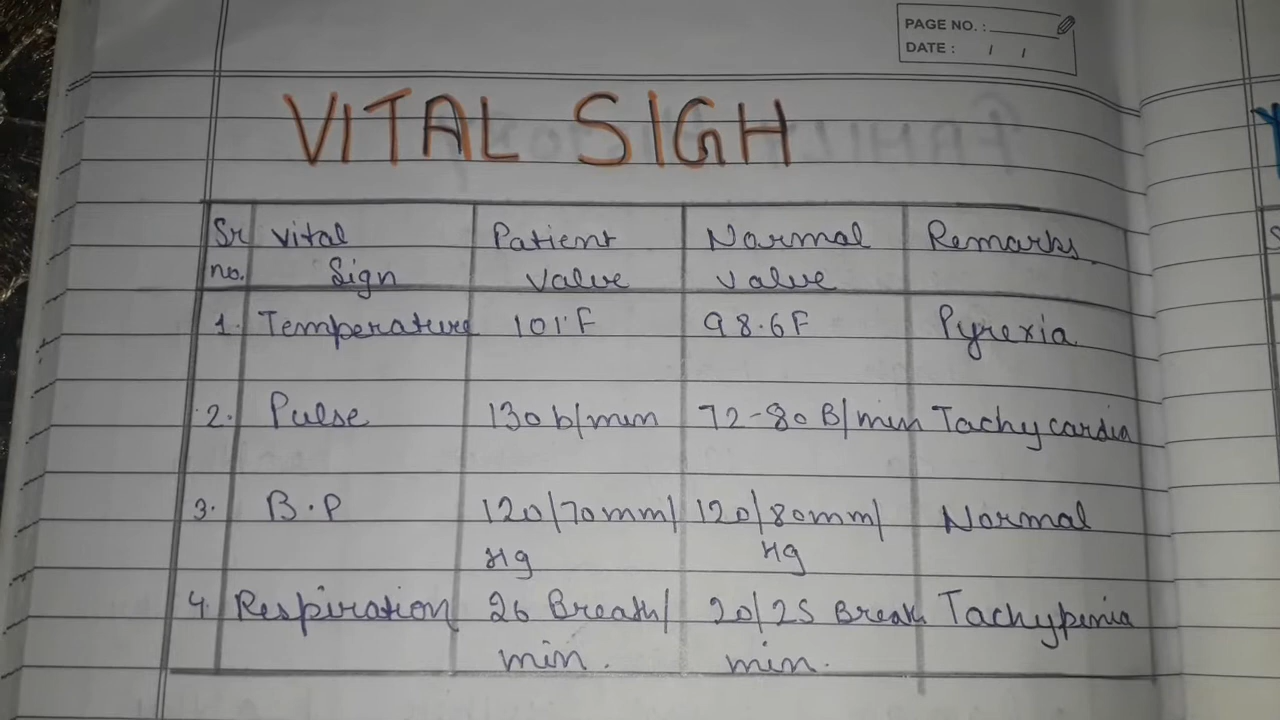 PAGE NO. :
DATE : / /
VITAL SIGH
Sr no. | Vital Sign | Patient Value | Normal Value | Remarks
1. Temperature 101°F 98.6F Pyrexia
2. Pulse 130 b/min 72-80 B/min Tachycardia
3. B.P 120/70mm/ Hg 120/80mm/ Hg Normal
4. Respiration 26 Breath/ min. 20/25 Breath min. Tachypenia